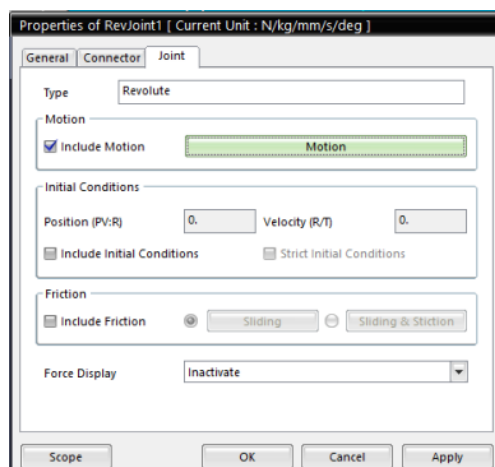 Properties of RevJoint1 [ Current Unit : N/kg/mm/s/deg ]
General Connector Joint
Type Revolute
Motion
Include Motion Motion
Initial Conditions
Position (PV:R) 0. Velocity (R/T) 0.
Include Initial Conditions Strict Initial Conditions
Friction
Include Friction Sliding Sliding & Stiction
Force Display Inactivate
Scope OK Cancel Apply